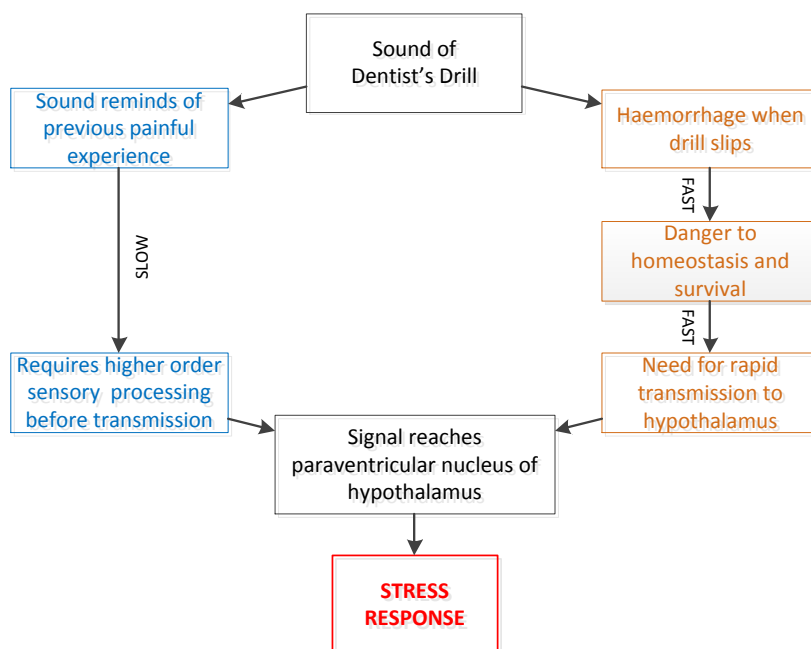 Sound of
Dentist's Drill
Sound reminds of
previous painful
experience
Haemorrhage when
drill slips
SLOW
FAST
Danger to
homeostasis and
survival
FAST
Requires higher order
sensory processing
before transmission
Need for rapid
transmission to
hypothalamus
Signal reaches
paraventricular nucleus of
hypothalamus
STRESS
RESPONSE